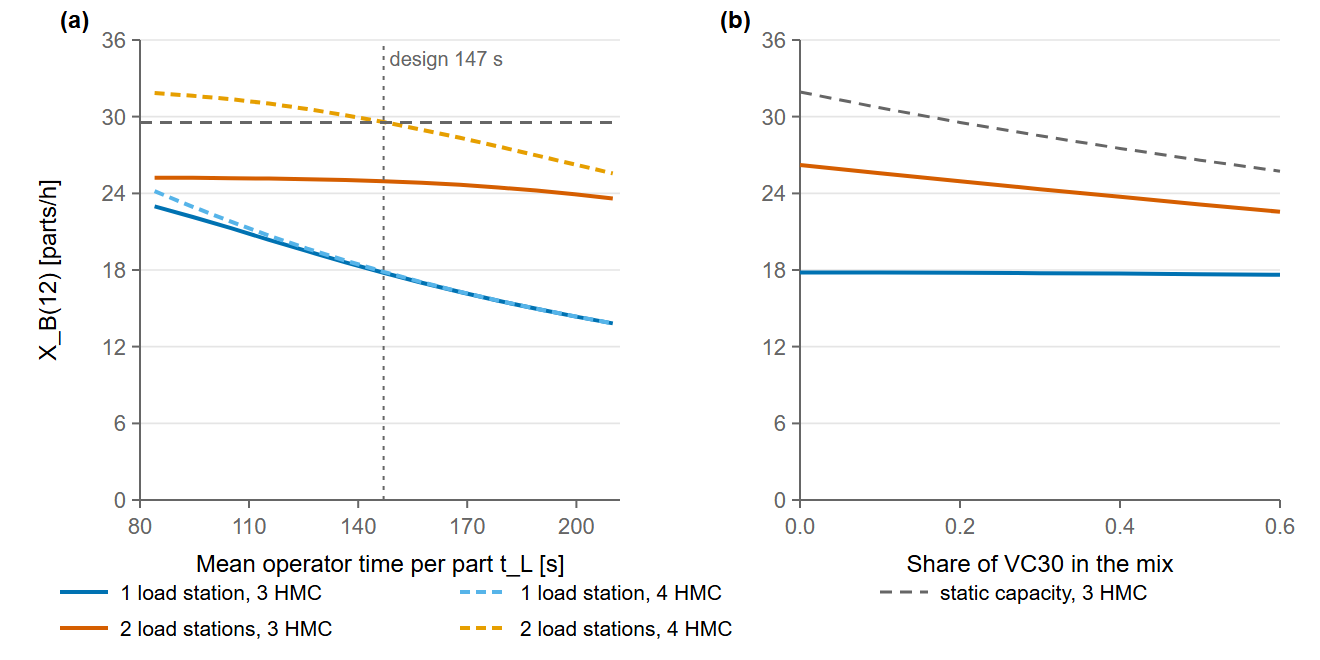 (a)
36
30
24
18
12
6
0
design 147 s
X_B(12) [parts/h]
80 110 140 170 200
Mean operator time per part t_L [s]
(b)
36
30
24
18
12
6
0
0.0 0.2 0.4 0.6
Share of VC30 in the mix
1 load station, 3 HMC
1 load station, 4 HMC
static capacity, 3 HMC
2 load stations, 3 HMC
2 load stations, 4 HMC